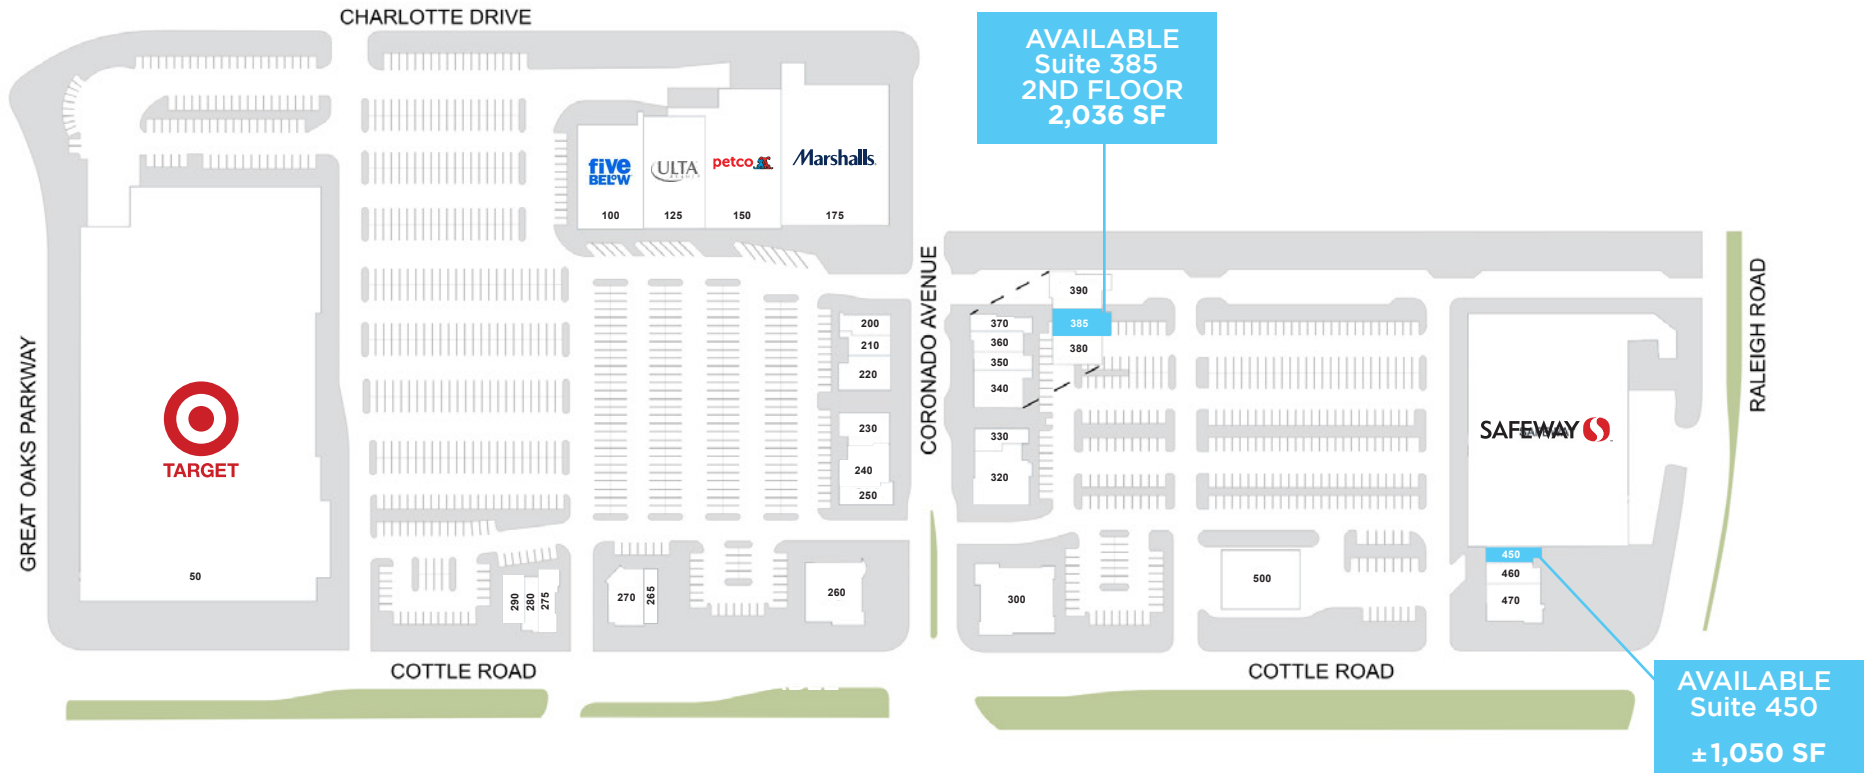 CHARLOTTE DRIVE
AVAILABLE
Suite 385
2ND FLOOR
2,036 SF
five
BELOW
ULTA
petco
Marshalls
100
125
150
175
GREAT OAKS PARKWAY
TARGET
50
CORONADO AVENUE
RALEIGH ROAD
200
210
220
230
240
250
390
385
380
370
360
350
340
330
320
SAFEWAY
290
280
275
270
265
260
300
500
450
460
470
COTTLE ROAD
COTTLE ROAD
AVAILABLE
Suite 450
±1,050 SF